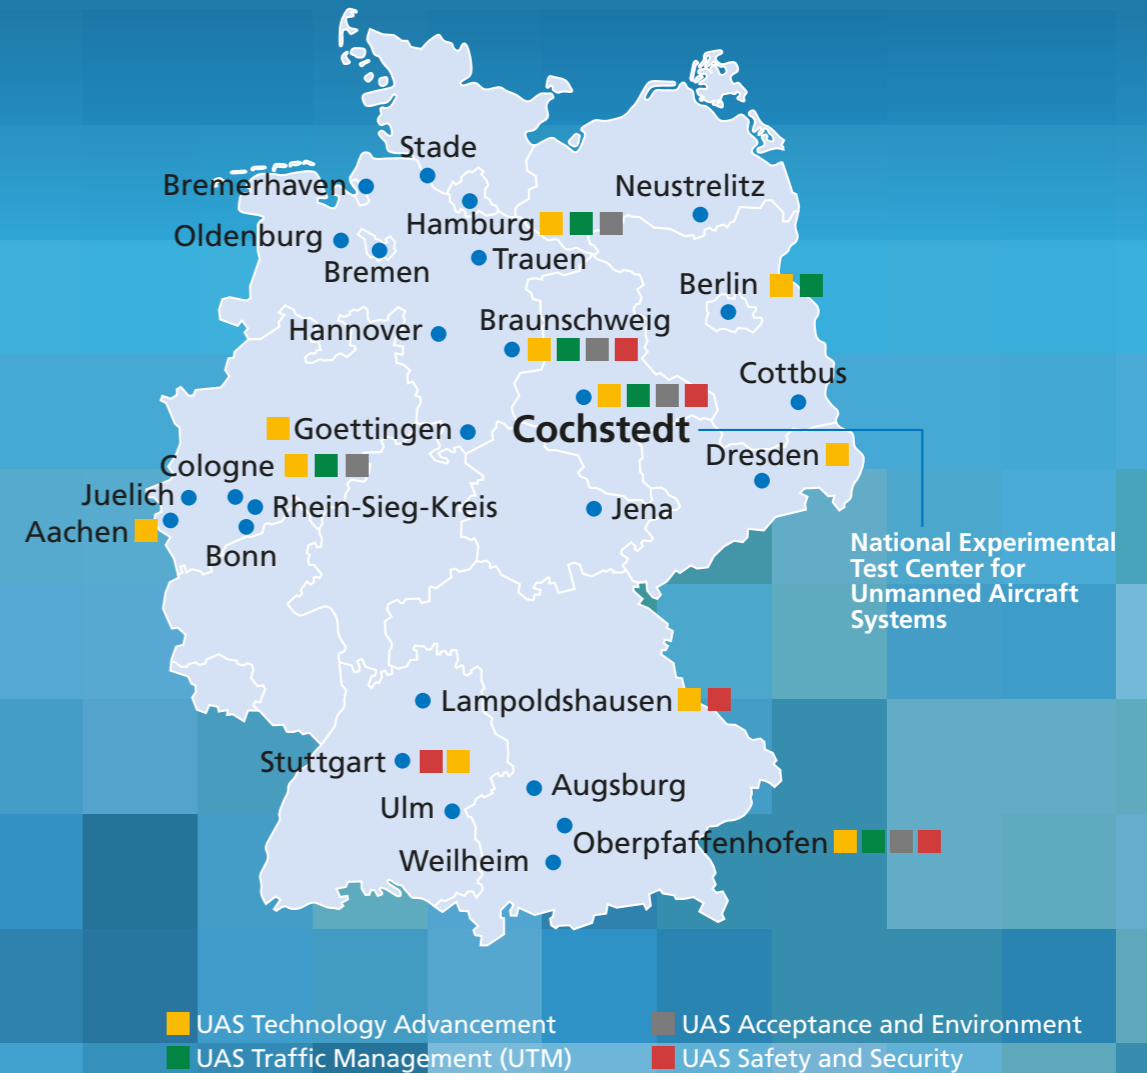 Stade
Bremerhaven
Neustrelitz
Hamburg
Oldenburg
Trauen
Bremen
Berlin
Braunschweig
Hannover
Cottbus
Goettingen
Cochstedt
Dresden
Cologne
Juelich
Rhein-Sieg-Kreis
Jena
Aachen
Bonn
National Experimental
Test Center for
Unmanned Aircraft
Systems
Lampoldshausen
Stuttgart
Augsburg
Ulm
Oberpfaffenhofen
Weilheim
UAS Technology Advancement
UAS Traffic Management (UTM)
UAS Acceptance and Environment
UAS Safety and Security